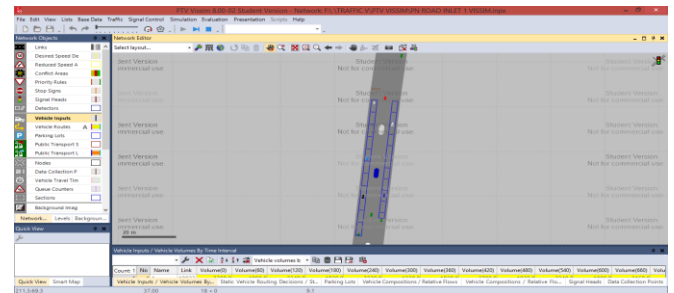 PTV Vissim 8.00-02 Student Version - Network: F:\TRAFFIC V\PTV VISSIM\VPN ROAD INLET 1 VISSIM.inpx
File Edit View Lists Base Data Traffic Signal Control Simulation Evaluation Presentation Scripts Help
Network Objects
Network Editor
Select layout...
Links
Desired Speed De
Reduced Speed A
Conflict Areas
Priority Rules
Stop Signs
Signal Heads
Detectors
Vehicle Inputs
Vehicle Routes A
Parking Lots
Public Transport S
Public Transport L
Nodes
Data Collection P
Vehicle Travel Tim
Queue Counters
Sections
Background Imag
Network... Levels Backgroun...
Quick View
Quick View Smart Map
Student Version
Not for commercial use
20 m
Vehicle Inputs / Vehicle Volumes By Time Interval
Vehicle volumes b
Count: 1 No Name Link Volume(0) Volume(60) Volume(120) Volume(180) Volume(240) Volume(300) Volume(360) Volume(420) Volume(480) Volume(540) Volume(600) Volume(660) Volu
Vehicle Inputs / Vehicle Volumes By... Static Vehicle Routing Decisions / St... Parking Lots Vehicle Compositions / Relative Flows Vehicle Compositions / Relative Flo... Signal Heads Data Collection Points